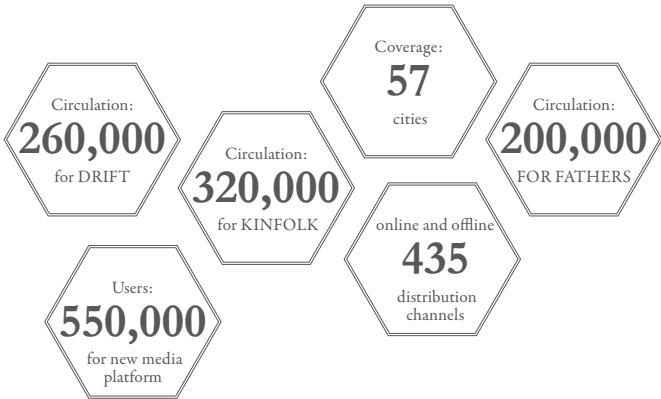 Coverage:
57
cities
Circulation:
260,000
for DRIFT
Circulation:
200,000
FOR FATHERS
Circulation:
320,000
for KINFOLK
online and offline
435
distribution
channels
Users:
550,000
for new media
platform